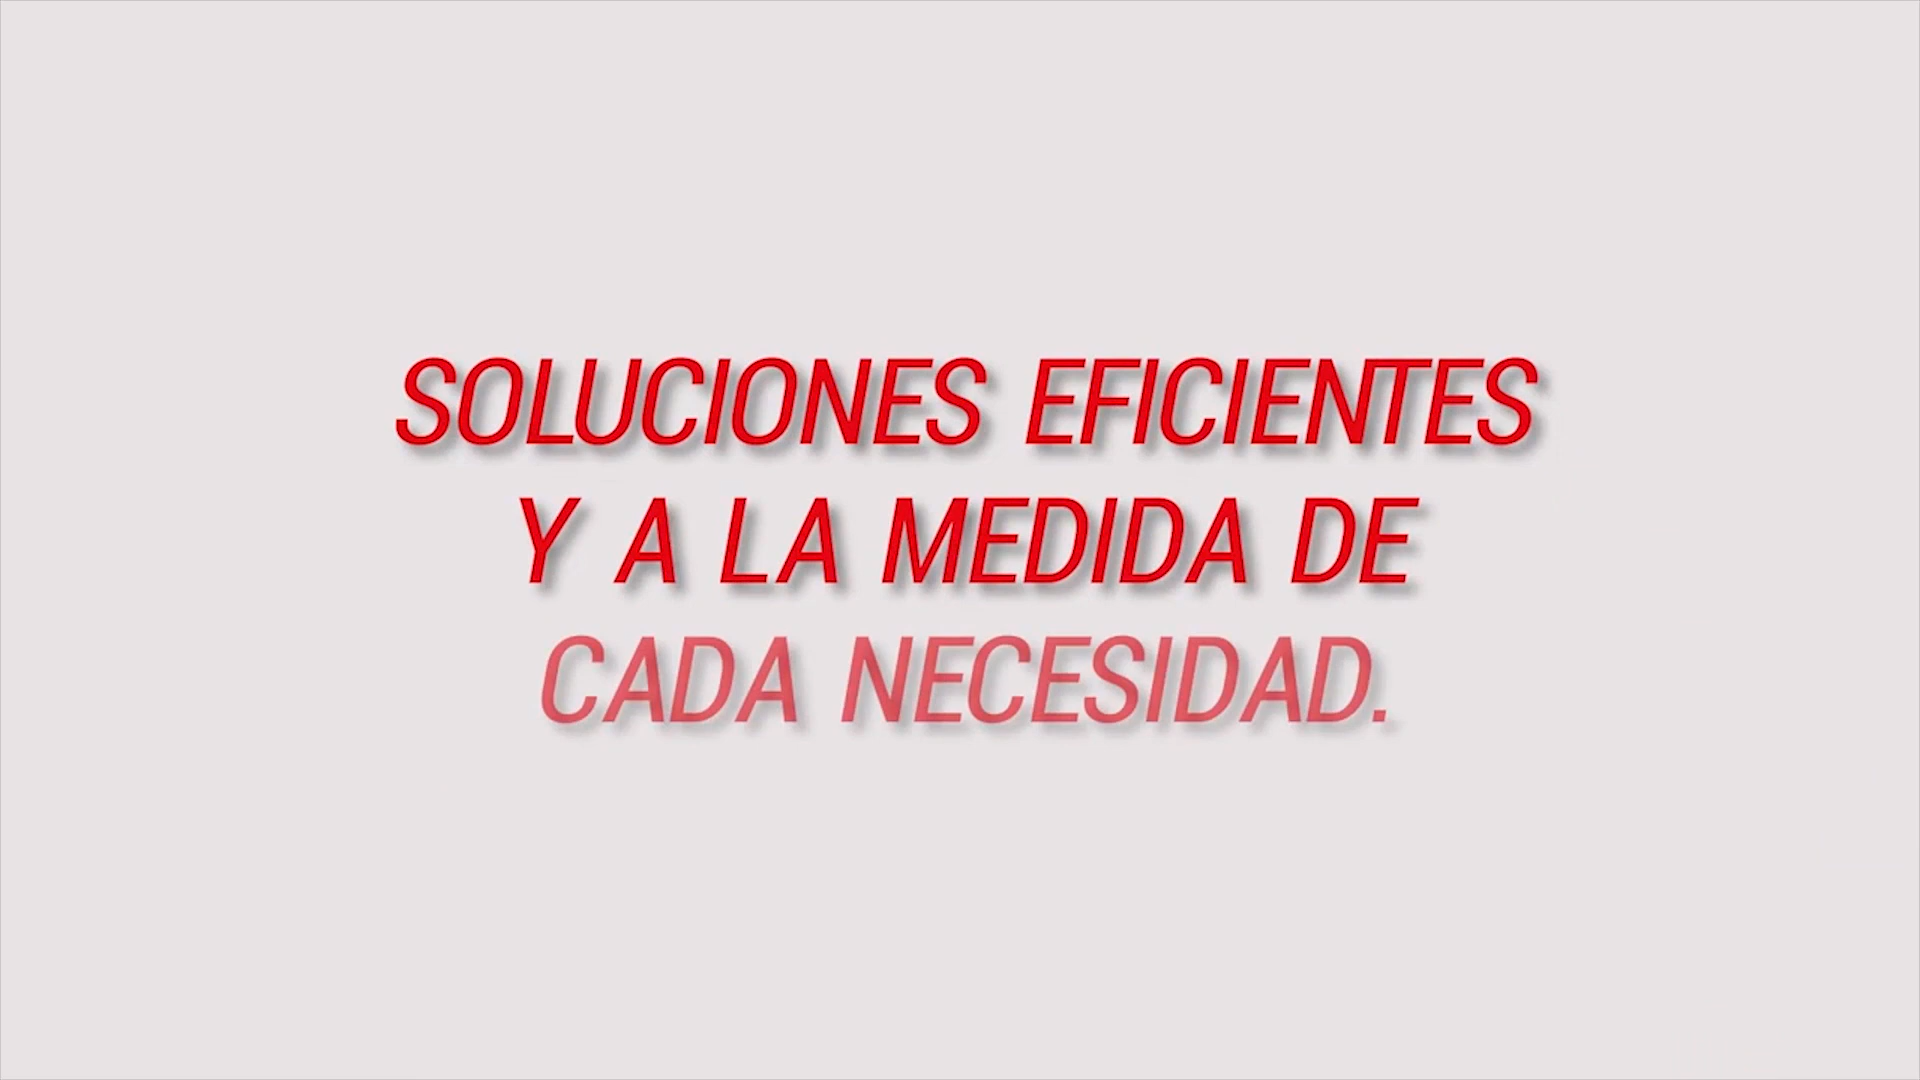 SOLUCIONES EFICIENTES
Y A LA MEDIDA DE
CADA NECESIDAD.